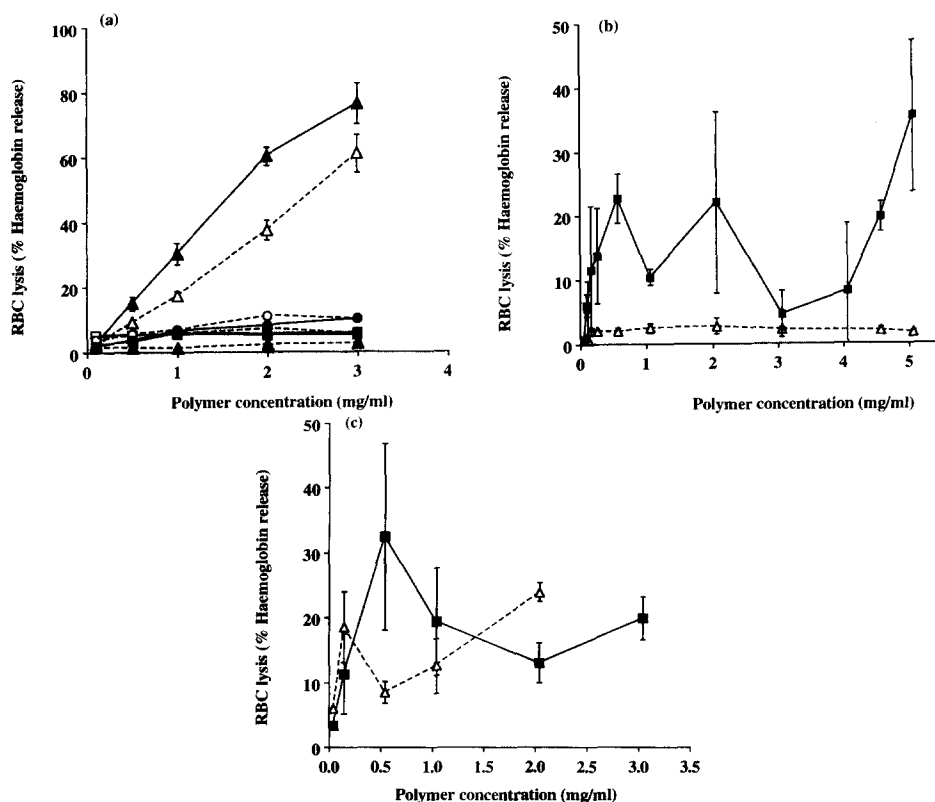 (a)
100
80
60
40
20
0
0 1 2 3 4
RBC lysis (% Haemoglobin release)
Polymer concentration (mg/ml)
(b)
50
40
30
20
10
0
0 1 2 3 4 5
RBC lysis (% Haemoglobin release)
Polymer concentration (mg/ml)
(c)
50
40
30
20
10
0
0.0 0.5 1.0 1.5 2.0 2.5 3.0 3.5
RBC lysis (% Haemoglobin release)
Polymer concentration (mg/ml)